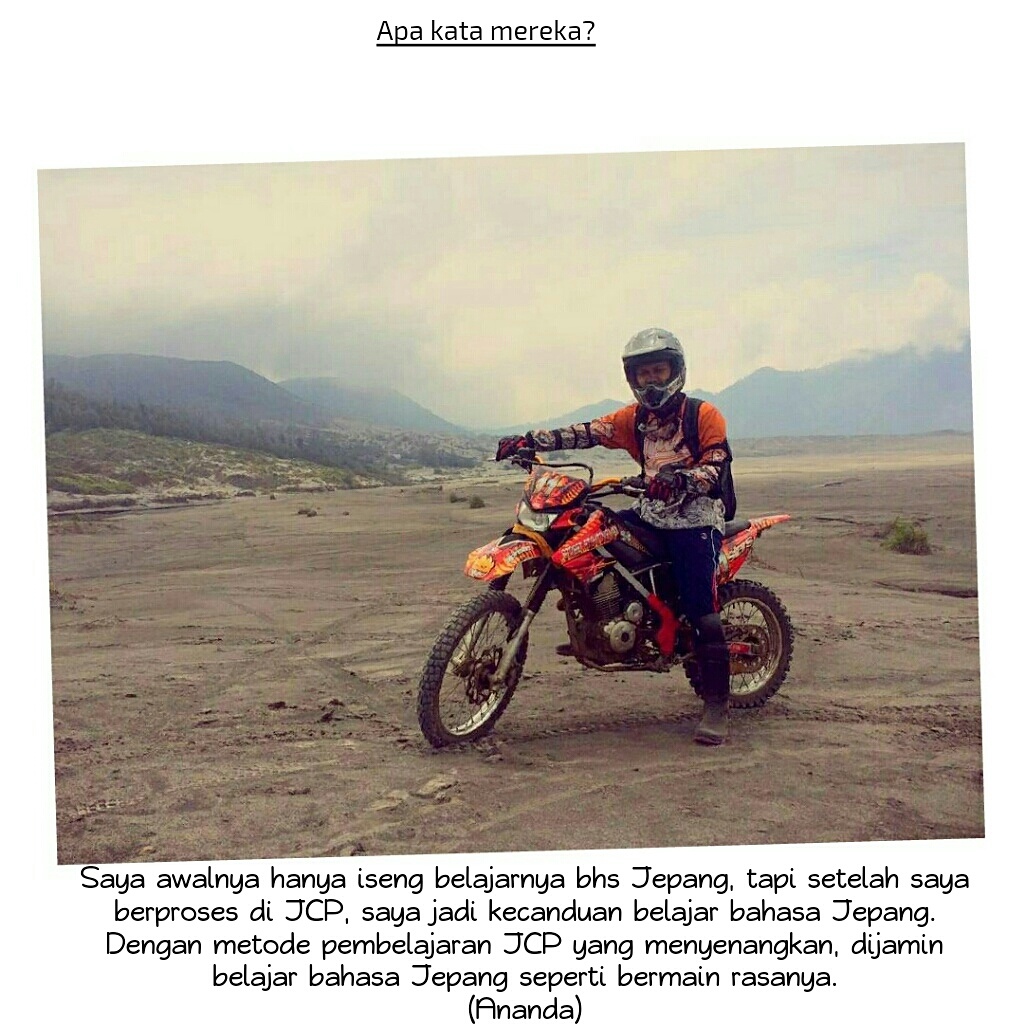 Apa kata mereka?
Saya awalnya hanya iseng belajarnya bhs Jepang, tapi setelah saya
berproses di JCP, saya jadi kecanduan belajar bahasa Jepang.
Dengan metode pembelajaran JCP yang menyenangkan, dijamin
belajar bahasa Jepang seperti bermain rasanya.
(Ananda)